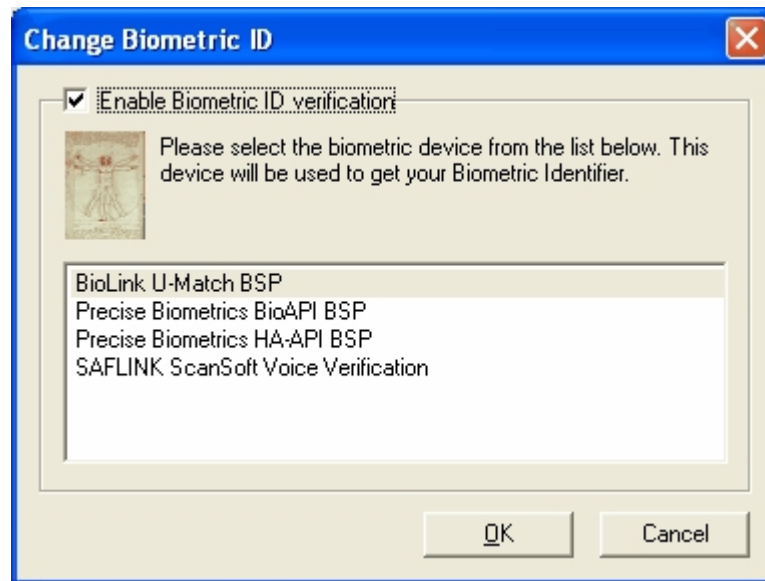 Change Biometric ID
Enable Biometric ID verification
Please select the biometric device from the list below. This
device will be used to get your Biometric Identifier.
BioLink U-Match BSP
Precise Biometrics BioAPI BSP
Precise Biometrics HA-API BSP
SAFLINK ScanSoft Voice Verification
OK
Cancel